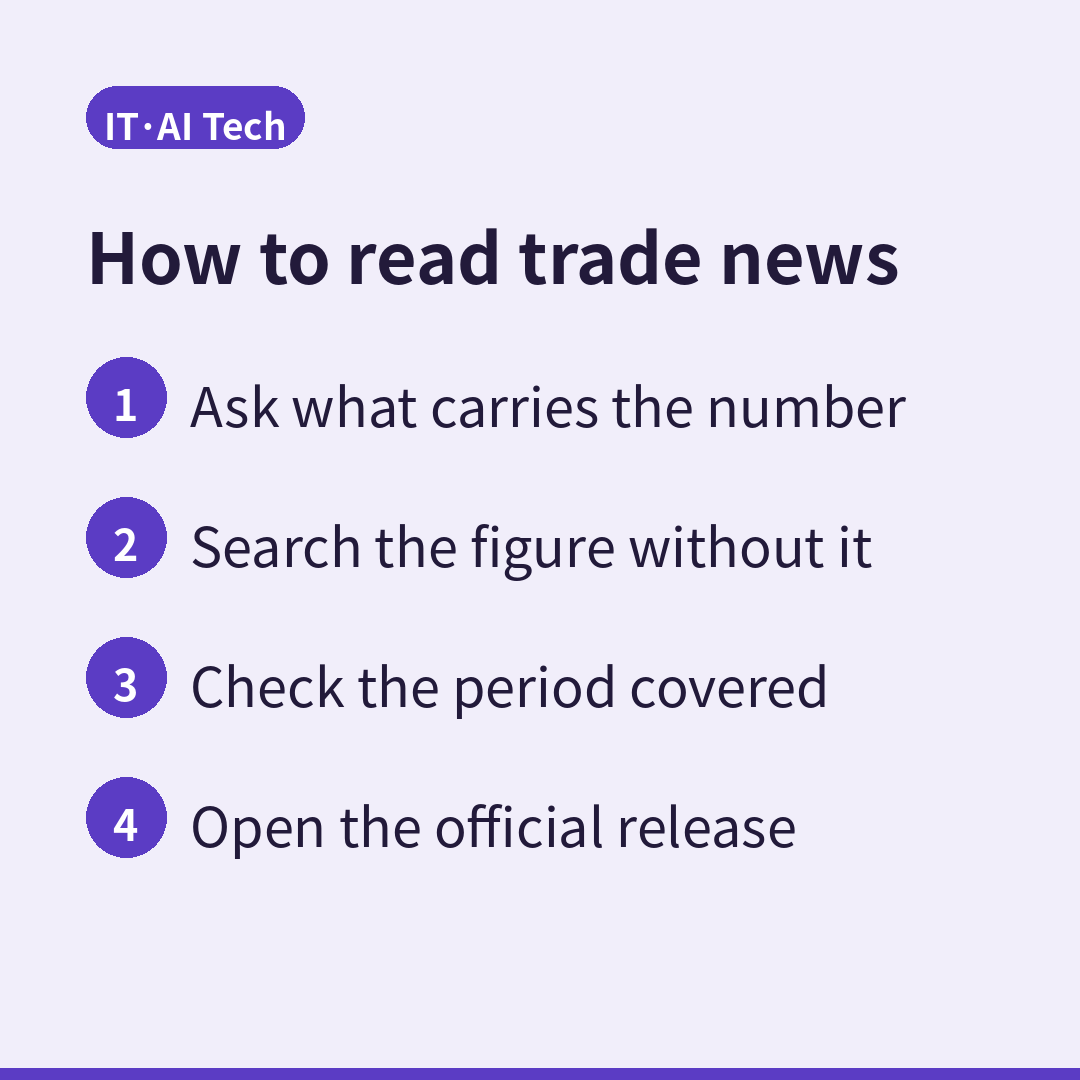 IT·AI Tech
How to read trade news
1 Ask what carries the number
2 Search the figure without it
3 Check the period covered
4 Open the official release